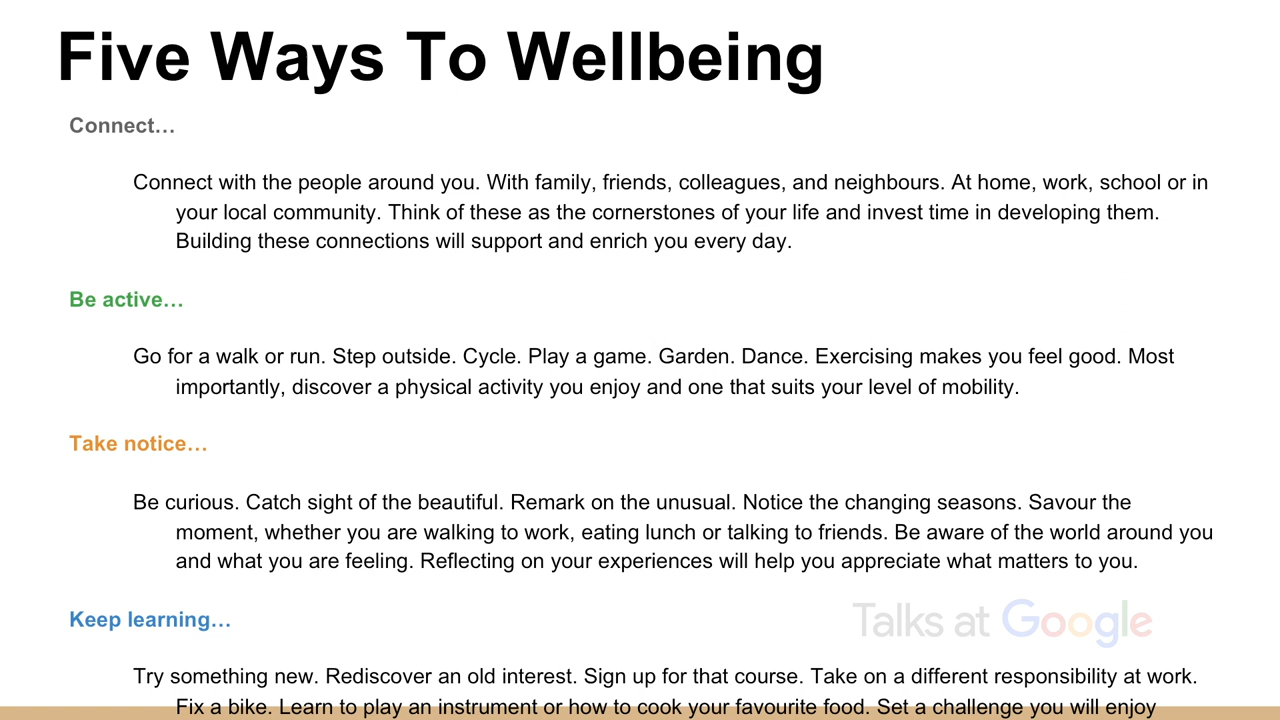 Five Ways To Wellbeing
Connect…
Connect with the people around you. With family, friends, colleagues, and neighbours. At home, work, school or in
your local community. Think of these as the cornerstones of your life and invest time in developing them.
Building these connections will support and enrich you every day.
Be active…
Go for a walk or run. Step outside. Cycle. Play a game. Garden. Dance. Exercising makes you feel good. Most
importantly, discover a physical activity you enjoy and one that suits your level of mobility.
Take notice…
Be curious. Catch sight of the beautiful. Remark on the unusual. Notice the changing seasons. Savour the
moment, whether you are walking to work, eating lunch or talking to friends. Be aware of the world around you
and what you are feeling. Reflecting on your experiences will help you appreciate what matters to you.
Keep learning…
Talks at Google
Try something new. Rediscover an old interest. Sign up for that course. Take on a different responsibility at work.
Fix a bike. Learn to play an instrument or how to cook your favourite food. Set a challenge you will enjoy